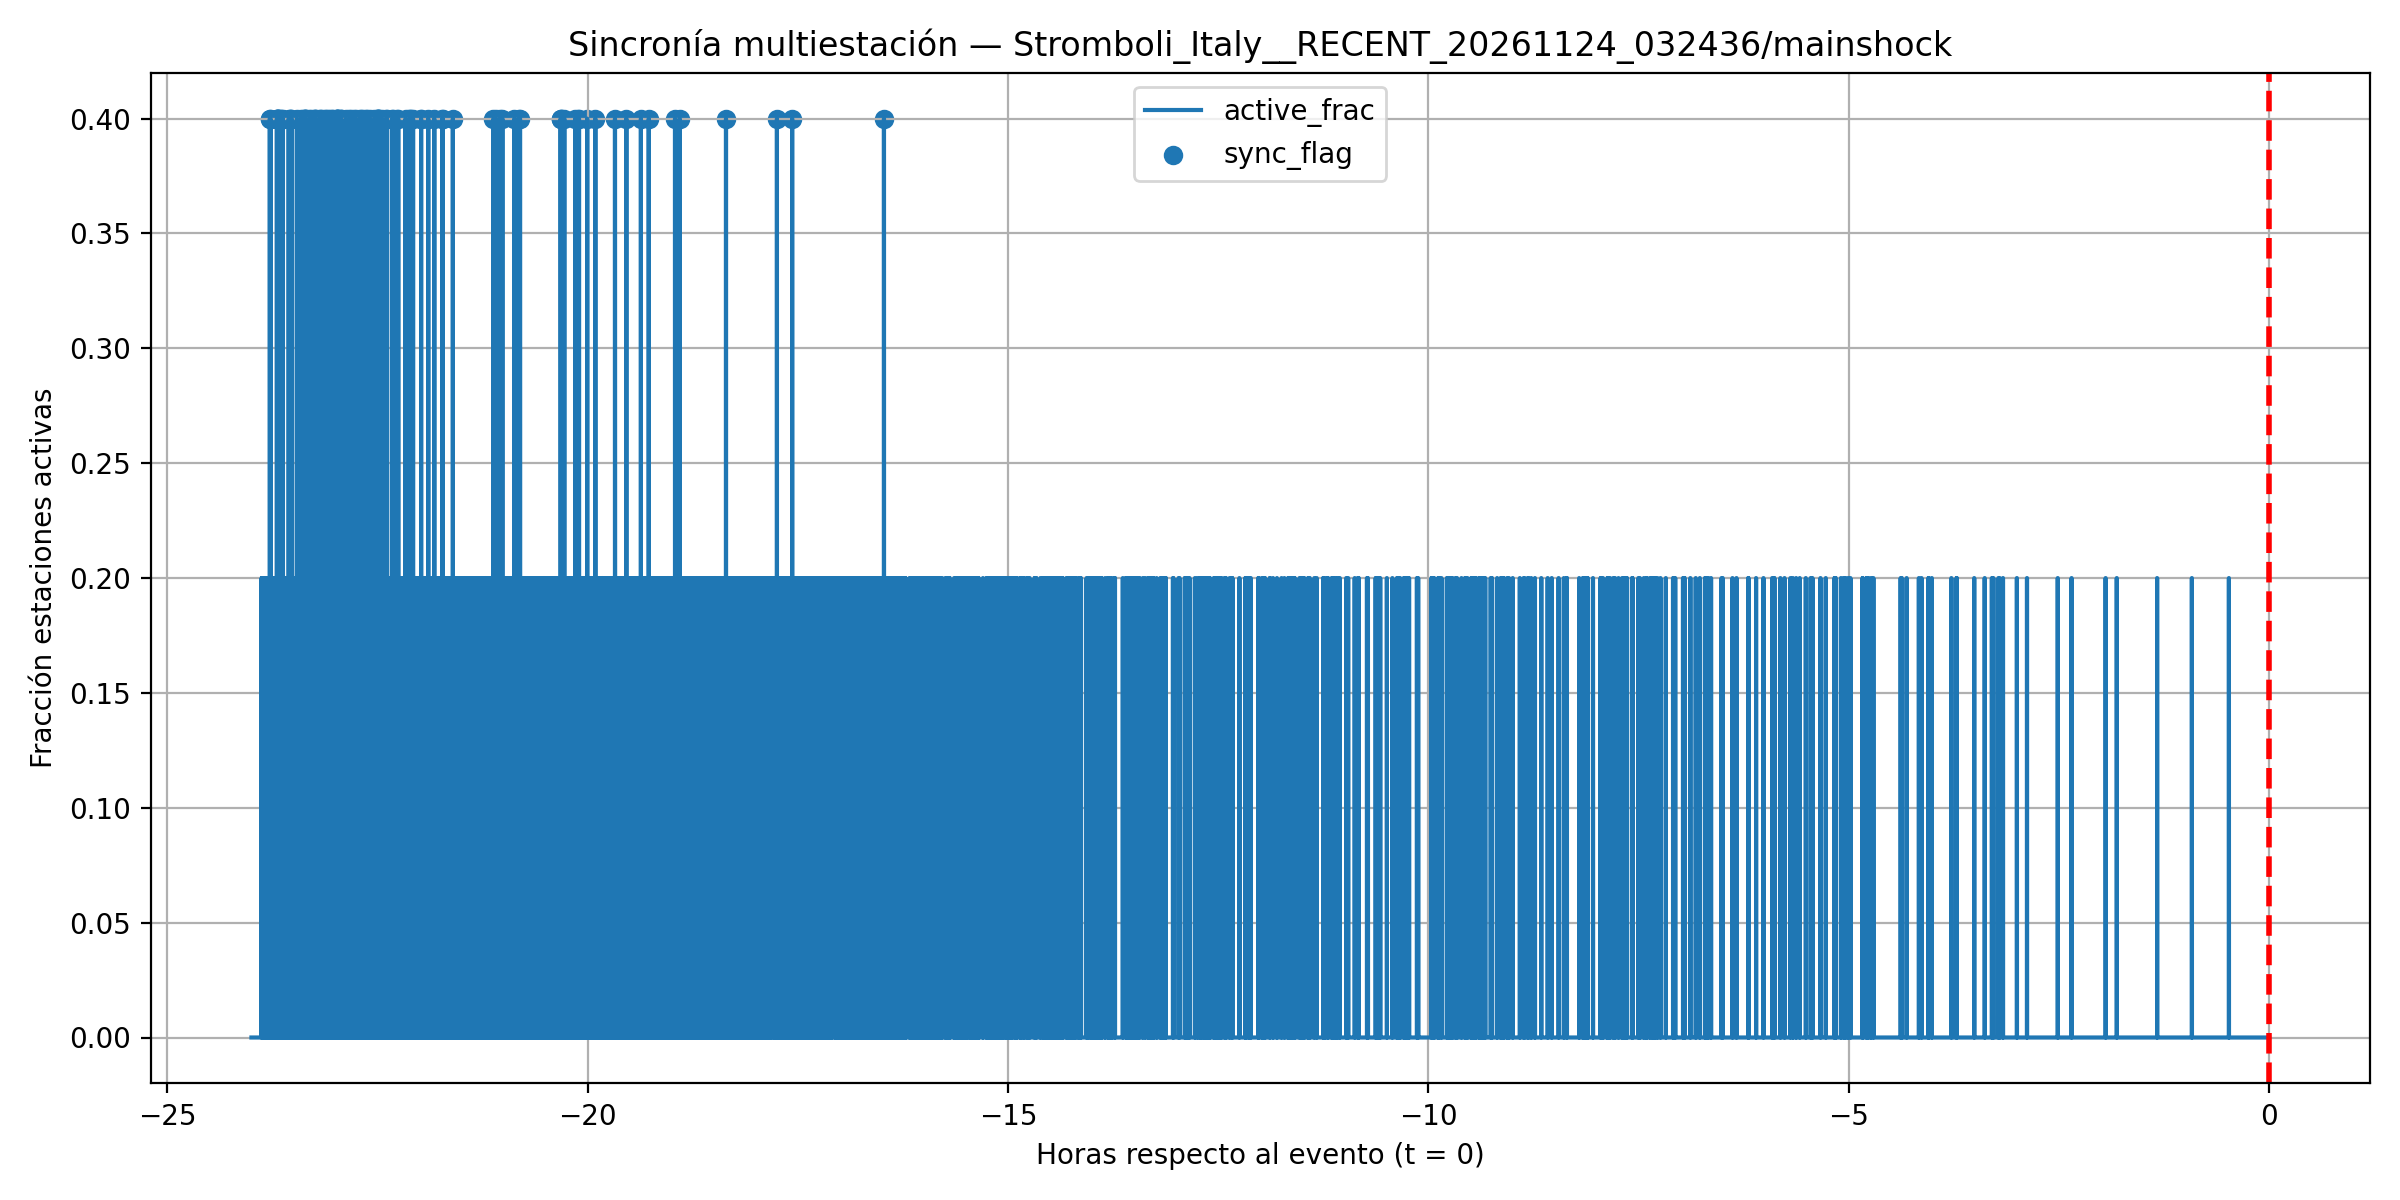 Sincronía multiestación — Stromboli_Italy__RECENT_20261124_032436/mainshock
active_frac
sync_flag
Fracción estaciones activas
0.40
0.35
0.30
0.25
0.20
0.15
0.10
0.05
0.00
−25 −20 −15 −10 −5 0
Horas respecto al evento (t = 0)